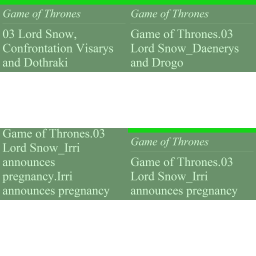 Game of Thrones
03 Lord Snow,
Confrontation Visarys
and Dothraki
Game of Thrones
Game of Thrones.03
Lord Snow_Daenerys
and Drogo
Game of Thrones.03
Lord Snow_Irri
announces
pregnancy.Irri
announces pregnancy
Game of Thrones
Game of Thrones.03
Lord Snow_Irri
announces pregnancy